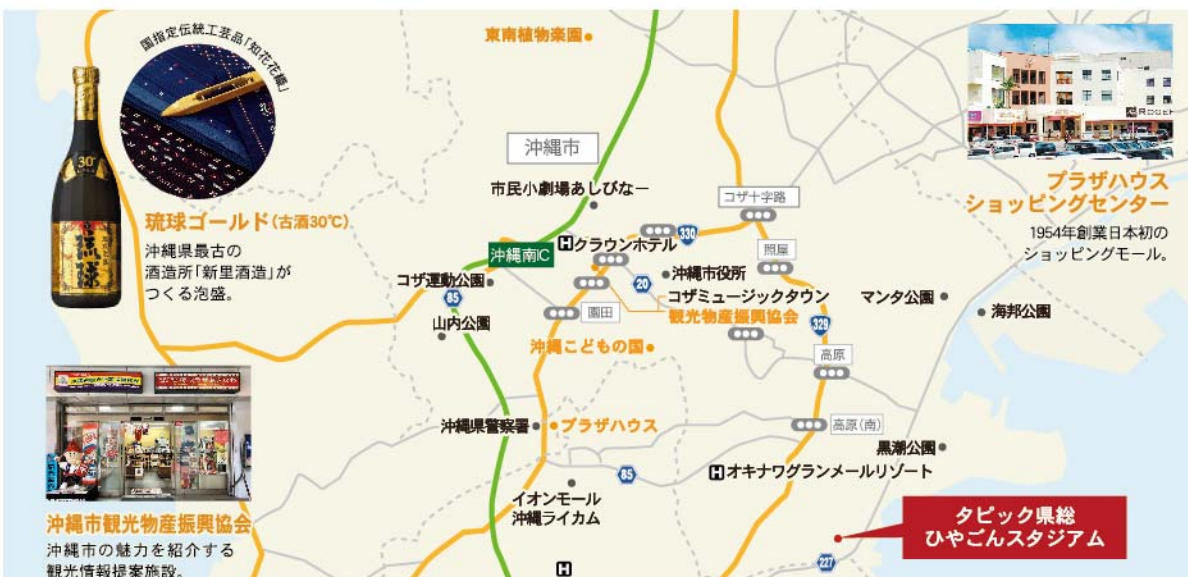 国指定伝統工芸品「知花花織」
30°
琉球ゴールド(古酒30℃)
沖縄県最古の
酒造所「新里酒造」が
つくる泡盛。
東南植物楽園
沖縄市
市民小劇場あしびなー
沖縄南IC
H クラウンホテル
330
コザ十字路
照屋
コザ運動公園
85
山内公園
園田
20
沖縄市役所
コザミュージックタウン
観光物産振興協会
沖縄こどもの国
329
マンタ公園
海邦公園
高原
高原(南)
沖縄県警察署
プラザハウス
85
黒潮公園
H オキナワグランメールリゾート
イオンモール
沖縄ライカム
H
227
タピック県総
ひやごんスタジアム
プラザハウス
ショッピングセンター
1954年創業日本初の
ショッピングモール。
沖縄市観光物産振興協会
沖縄市の魅力を紹介する
観光情報提案施設。